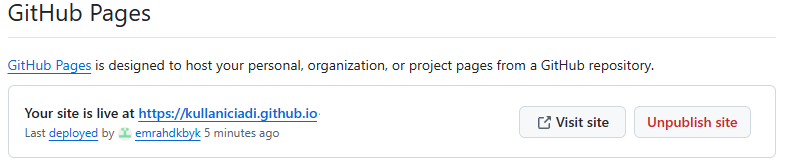 GitHub Pages
GitHub Pages is designed to host your personal, organization, or project pages from a GitHub repository.
Your site is live at https://kullaniciadi.github.io
Last deployed by emrahdkbyk 5 minutes ago
Visit site
Unpublish site